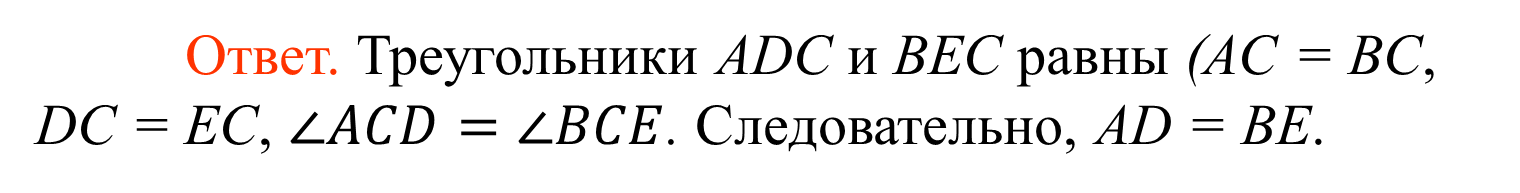 Ответ. Треугольники ADC и BEC равны (AC = BC,
DC = EC, ∠ACD = ∠BCE. Следовательно, AD = BE.